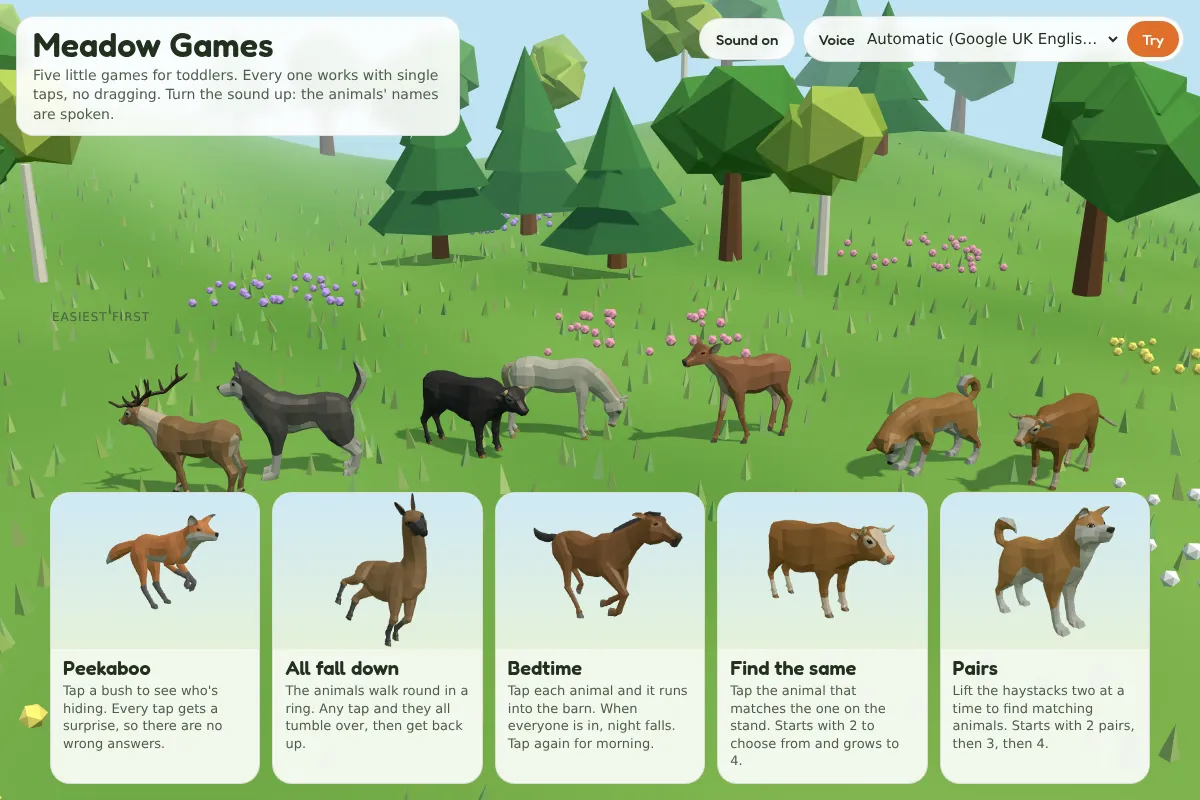 Meadow Games
Five little games for toddlers. Every one works with single
taps, no dragging. Turn the sound up: the animals' names
are spoken.
Sound on
Voice Automatic (Google UK Englis... Try
EASIEST FIRST
Peekaboo
Tap a bush to see who's
hiding. Every tap gets a
surprise, so there are no
wrong answers.
All fall down
The animals walk round in a
ring. Any tap and they all
tumble over, then get back
up.
Bedtime
Tap each animal and it runs
into the barn. When
everyone is in, night falls.
Tap again for morning.
Find the same
Tap the animal that
matches the one on the
stand. Starts with 2 to
choose from and grows to
4.
Pairs
Lift the haystacks two at a
time to find matching
animals. Starts with 2 pairs,
then 3, then 4.